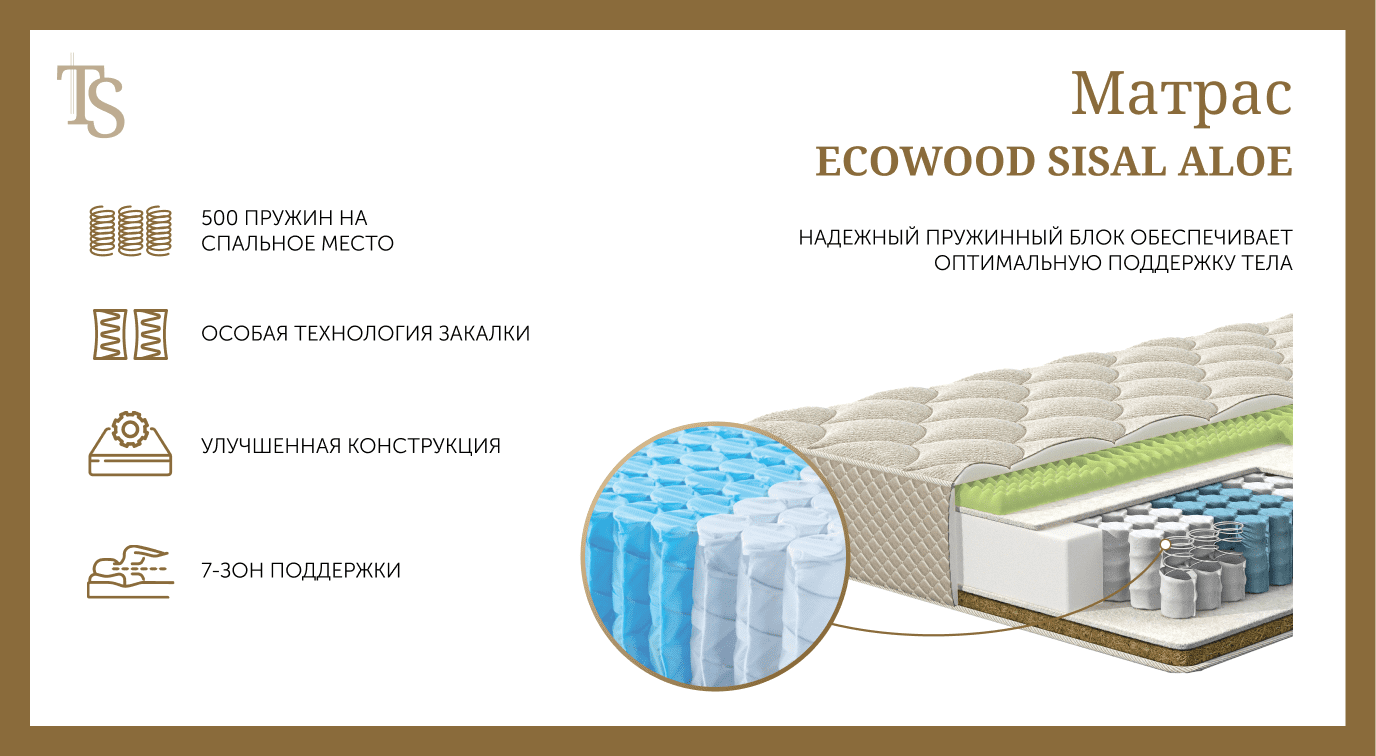 TS
Матрас
ECOWOOD SISAL ALOE
НАДЕЖНЫЙ ПРУЖИННЫЙ БЛОК ОБЕСПЕЧИВАЕТ
ОПТИМАЛЬНУЮ ПОДДЕРЖКУ ТЕЛА
500 ПРУЖИН НА
СПАЛЬНОЕ МЕСТО
ОСОБАЯ ТЕХНОЛОГИЯ ЗАКАЛКИ
УЛУЧШЕННАЯ КОНСТРУКЦИЯ
7-ЗОН ПОДДЕРЖКИ